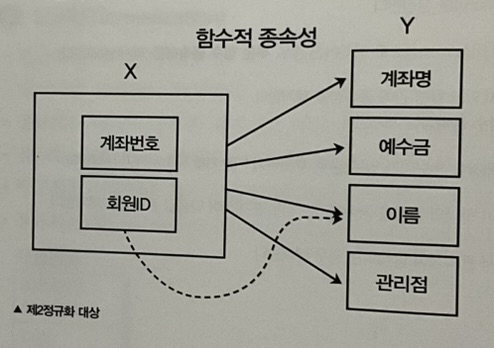 함수적 종속성
X
Y
계좌번호
회원ID
계좌명
예수금
이름
관리점
▲ 제2정규화 대상